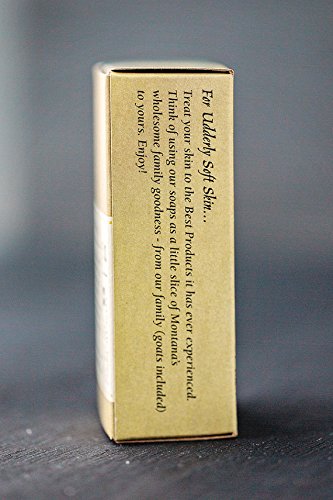 For Udderly Soft Skin...
Treat your skin to the Best Products it has ever experienced.
Think of using our soaps as a little slice of Montana's
wholesome family goodness - from our family (goats included)
to yours. Enjoy!